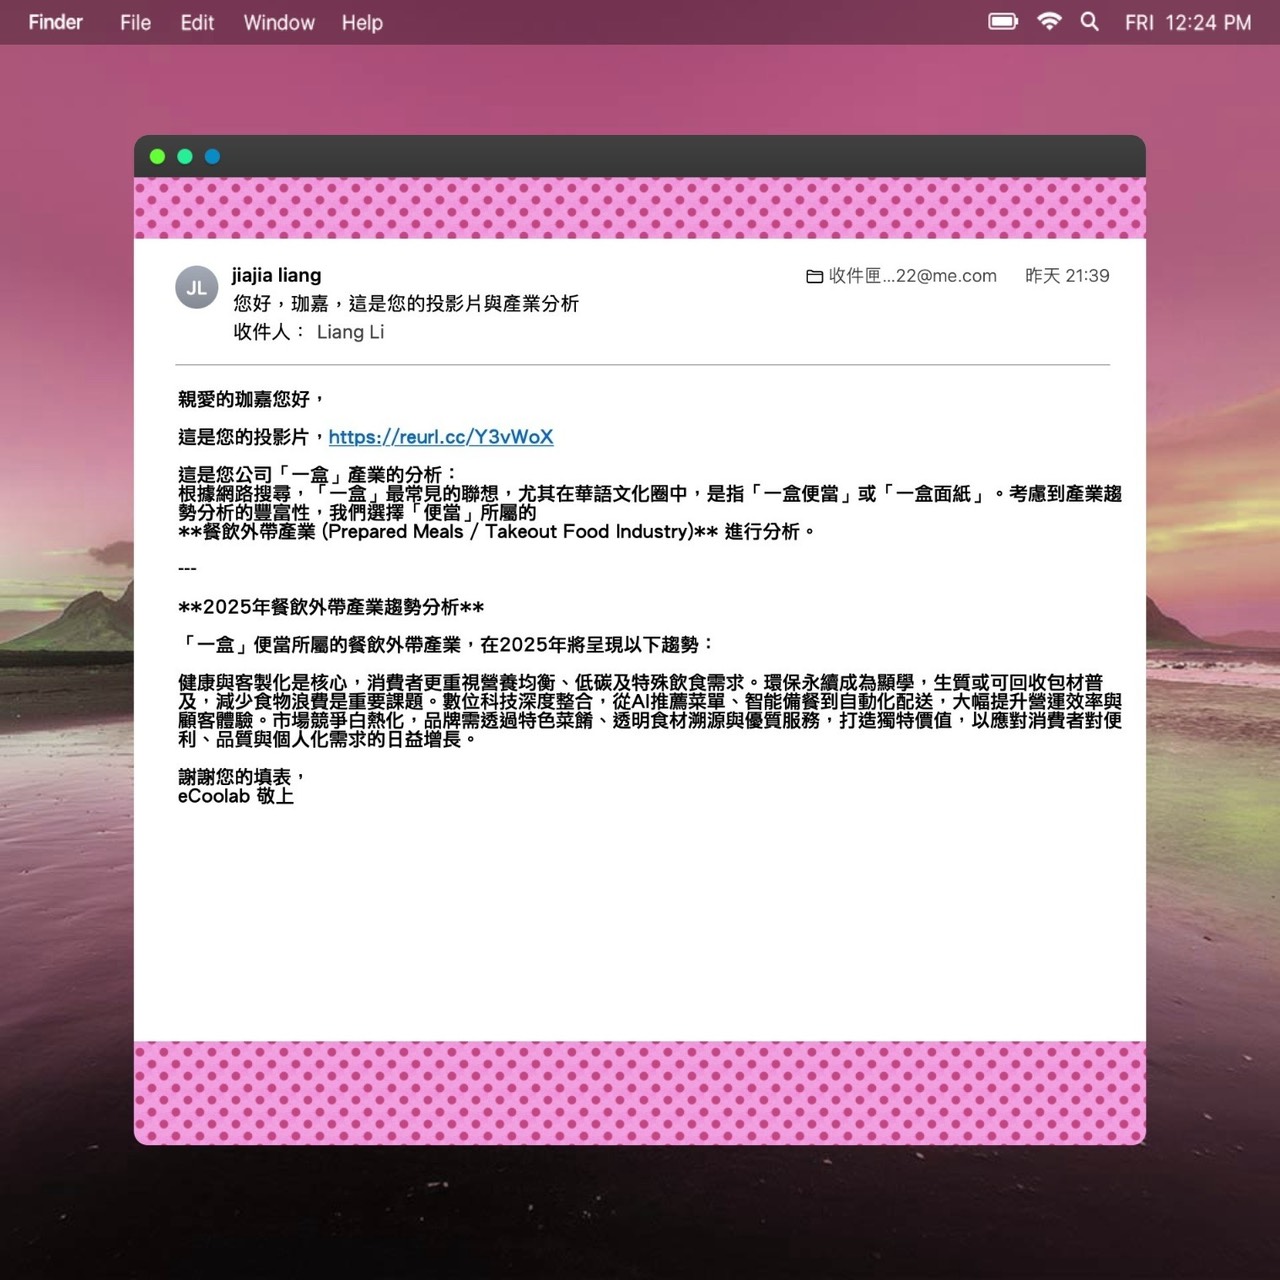 Finder File Edit Window Help FRI 12:24 PM
jiajia liang 收件匣...22@me.com 昨天 21:39
JL
您好，珈嘉，這是您的投影片與產業分析
收件人： Liang Li
親愛的珈嘉您好，
這是您的投影片，https://reurl.cc/Y3vWoX
這是您公司「一盒」產業的分析：
根據網路搜尋，「一盒」最常見的聯想，尤其在華語文化圈中，是指「一盒便當」或「一盒面紙」。考慮到產業趨
勢分析的豐富性，我們選擇「便當」所屬的
**餐飲外帶產業 (Prepared Meals / Takeout Food Industry)** 進行分析。
---
**2025年餐飲外帶產業趨勢分析**
「一盒」便當所屬的餐飲外帶產業，在2025年將呈現以下趨勢：
健康與客製化是核心，消費者更重視營養均衡、低碳及特殊飲食需求。環保永續成為顯學，生質或可回收包材普
及，減少食物浪費是重要課題。數位科技深度整合，從AI推薦菜單、智能備餐到自動化配送，大幅提升營運效率與
顧客體驗。市場競爭白熱化，品牌需透過特色菜餚、透明食材溯源與優質服務，打造獨特價值，以應對消費者對便
利、品質與個人化需求的日益增長。
謝謝您的填表，
eCoolab 敬上